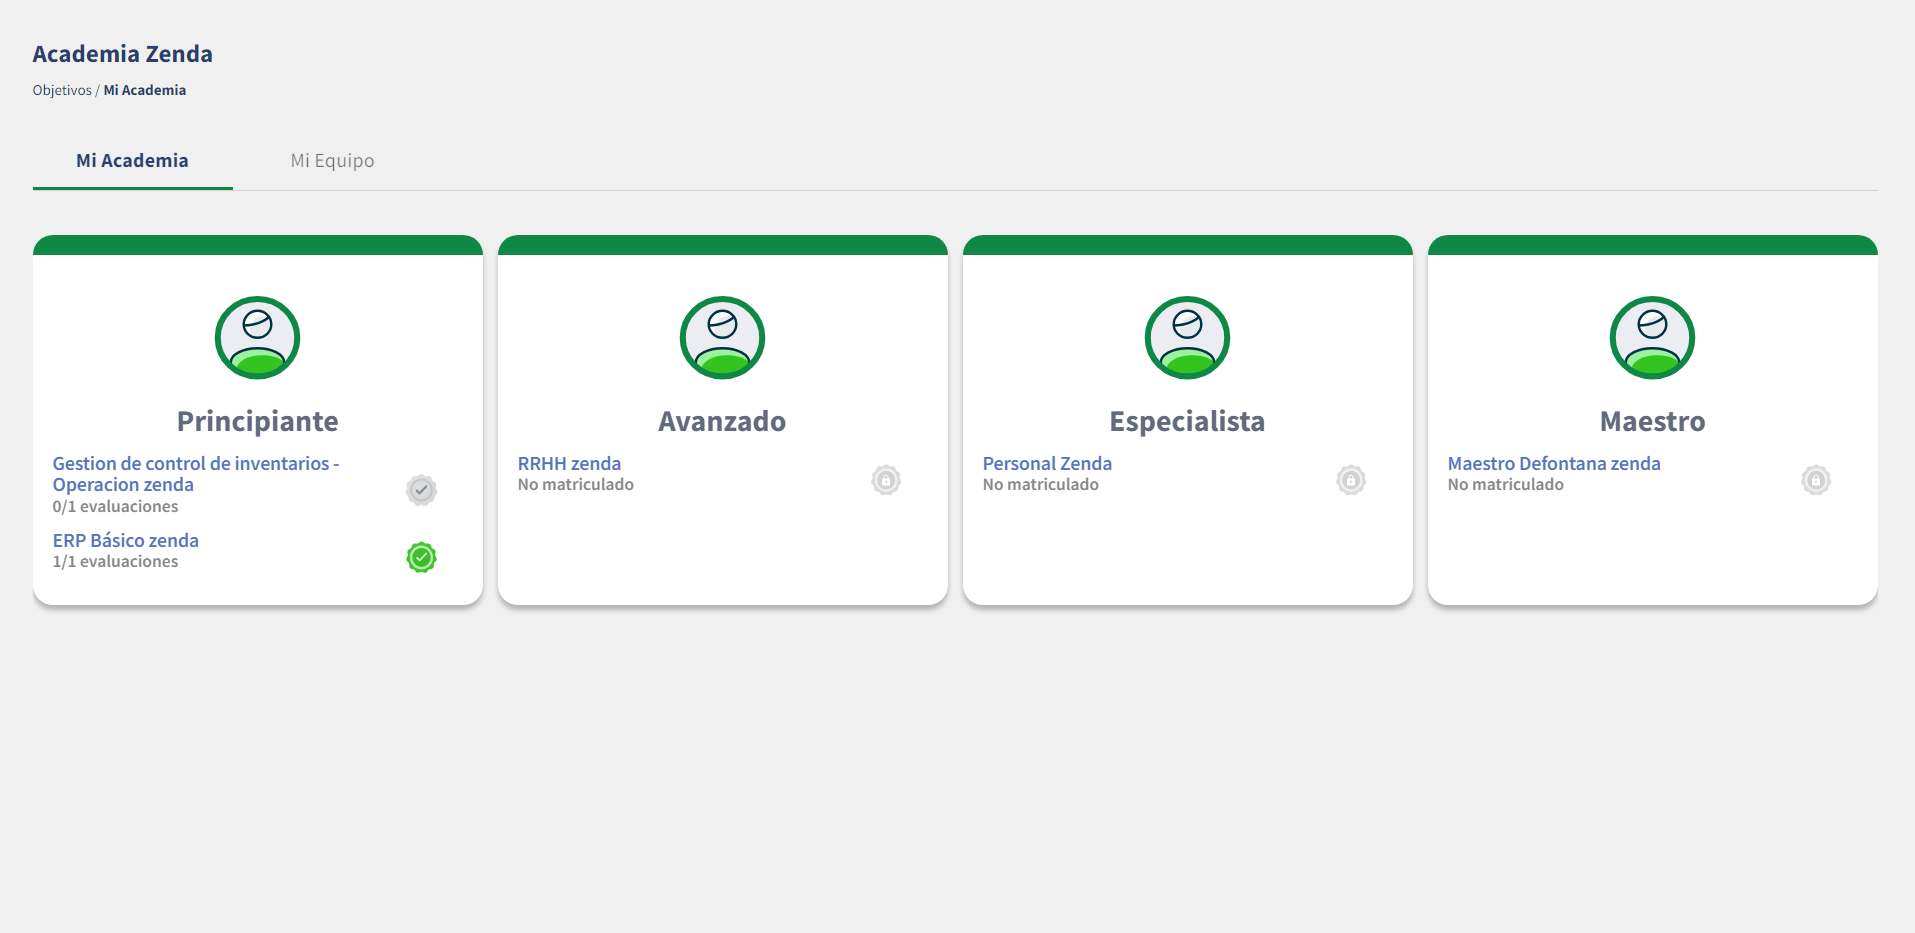 Academia Zenda
Objetivos / Mi Academia
Mi Academia
Mi Equipo
Principiante
Gestion de control de inventarios -
Operacion zenda
0/1 evaluaciones
ERP Básico zenda
1/1 evaluaciones
Avanzado
RRHH zenda
No matriculado
Especialista
Personal Zenda
No matriculado
Maestro
Maestro Defontana zenda
No matriculado